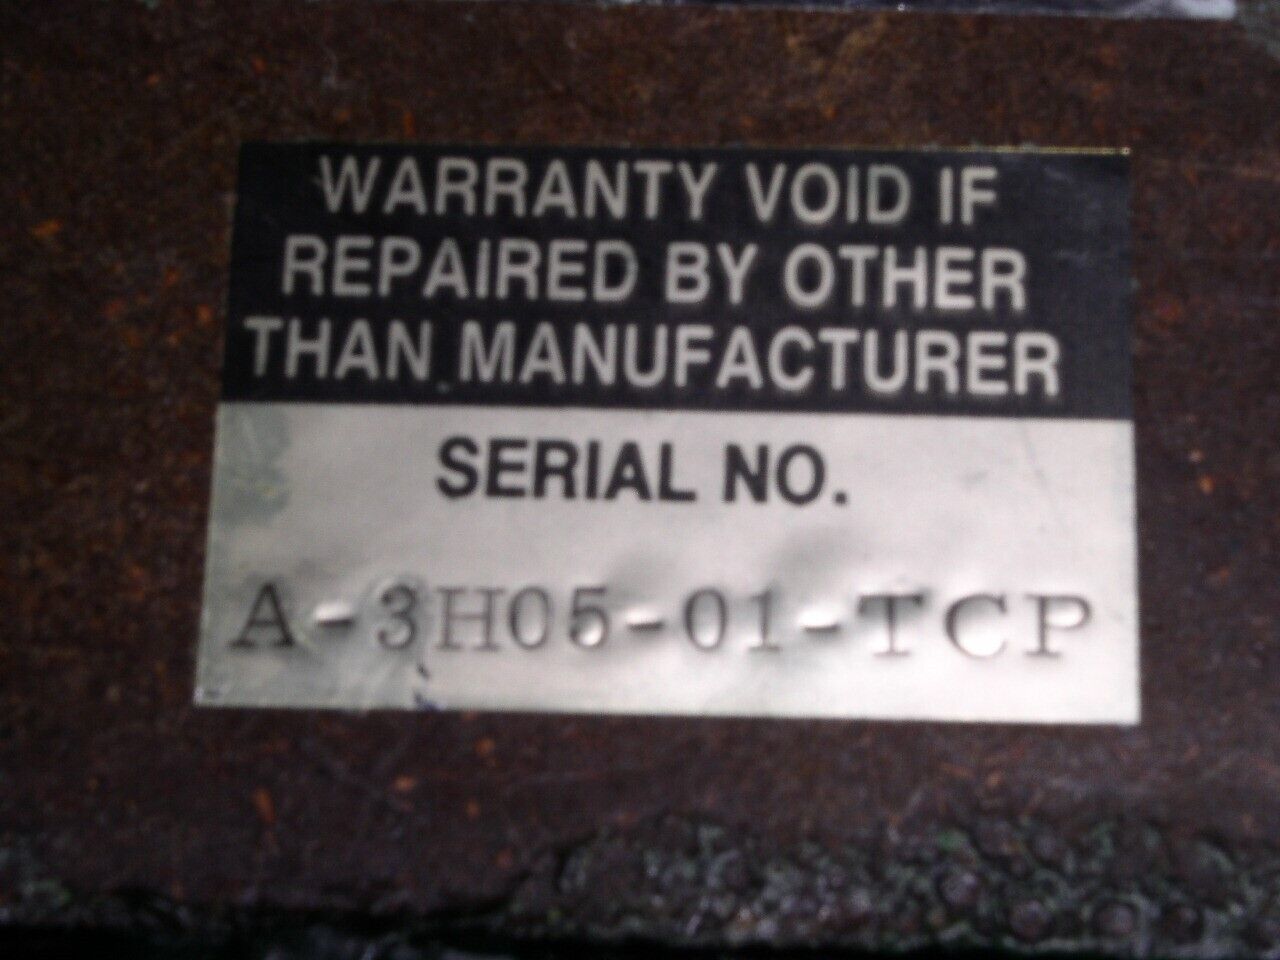 WARRANTY VOID IF
REPAIRED BY OTHER
THAN MANUFACTURER
SERIAL NO.
A-3H05-01-TCP